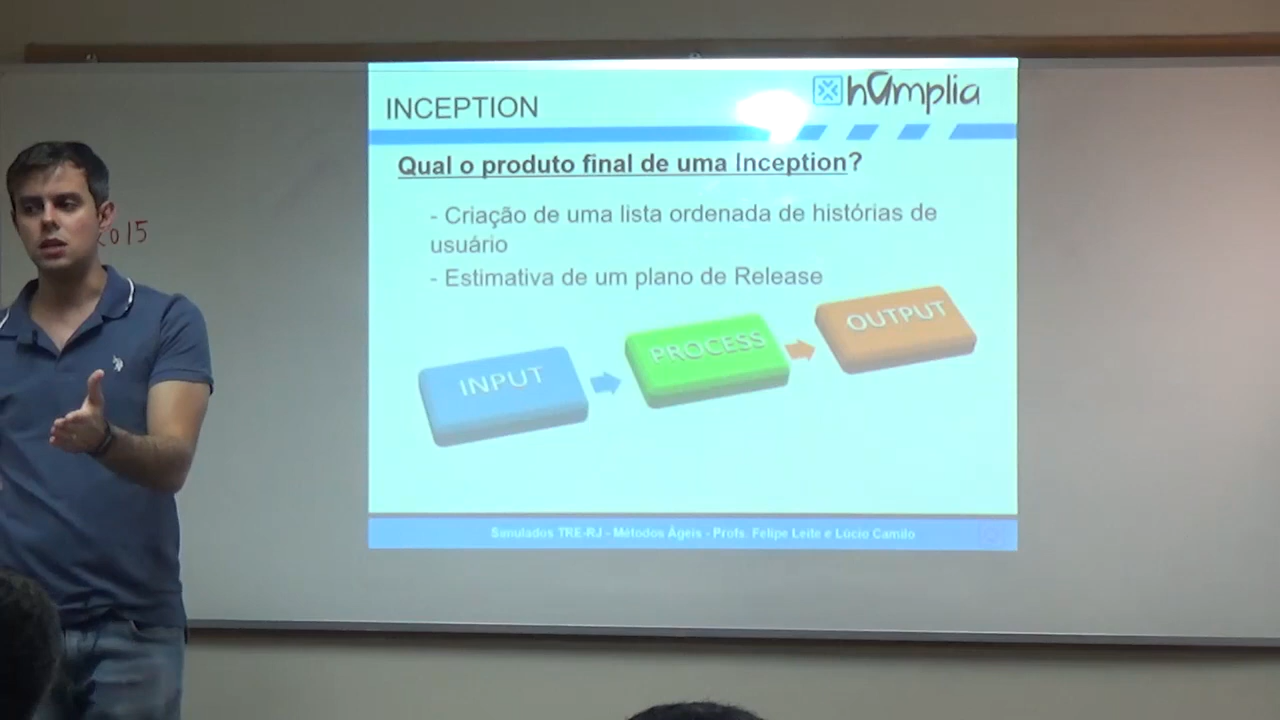 hamplia
INCEPTION
Qual o produto final de uma Inception?
- Criação de uma lista ordenada de histórias de
usuário
- Estimativa de um plano de Release
INPUT
PROCESS
OUTPUT
Simulados TRE-RJ - Métodos Ágeis - Profs. Felipe Leite e Lúcio Camilo
2015